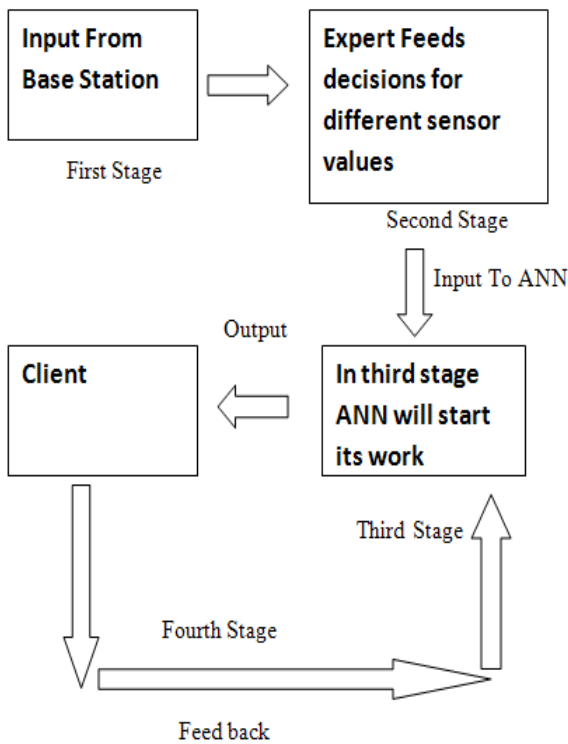 Input From
Base Station
First Stage
Expert Feeds
decisions for
different sensor
values
Second Stage
Input To ANN
In third stage
ANN will start
its work
Third Stage
Output
Client
Fourth Stage
Feed back